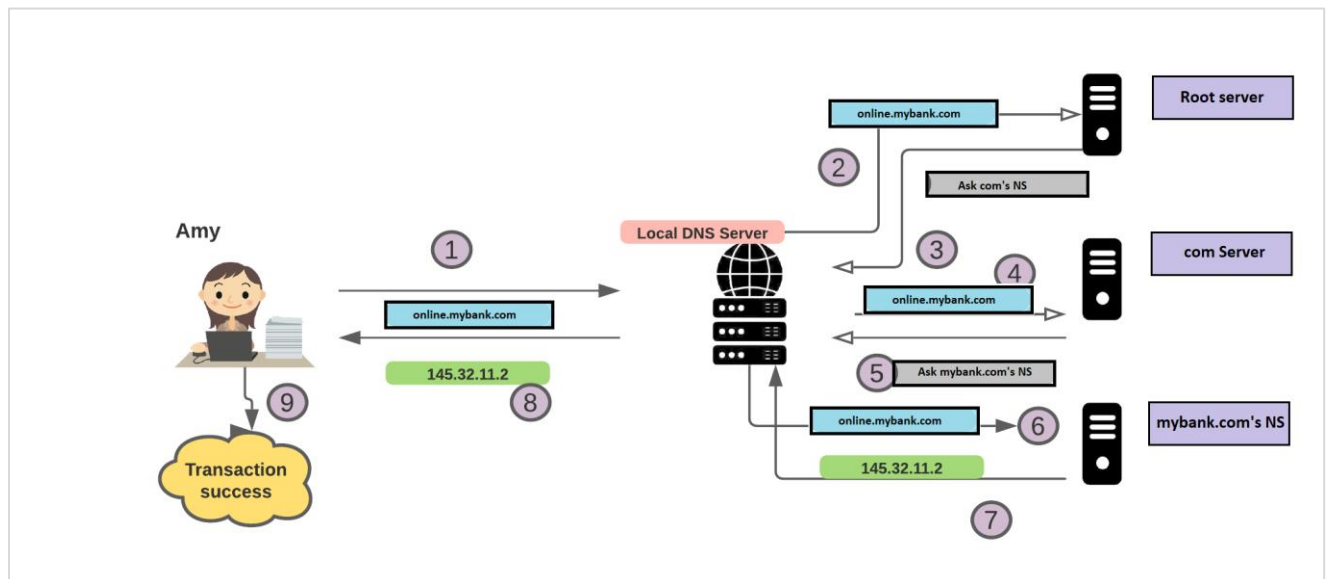 online.mybank.com
Root server
2
Ask com's NS
Amy
Local DNS Server
1
3
com Server
4
online.mybank.com
online.mybank.com
145.32.11.2
5
Ask mybank.com's NS
8
9
online.mybank.com
6
mybank.com's NS
Transaction
success
145.32.11.2
7